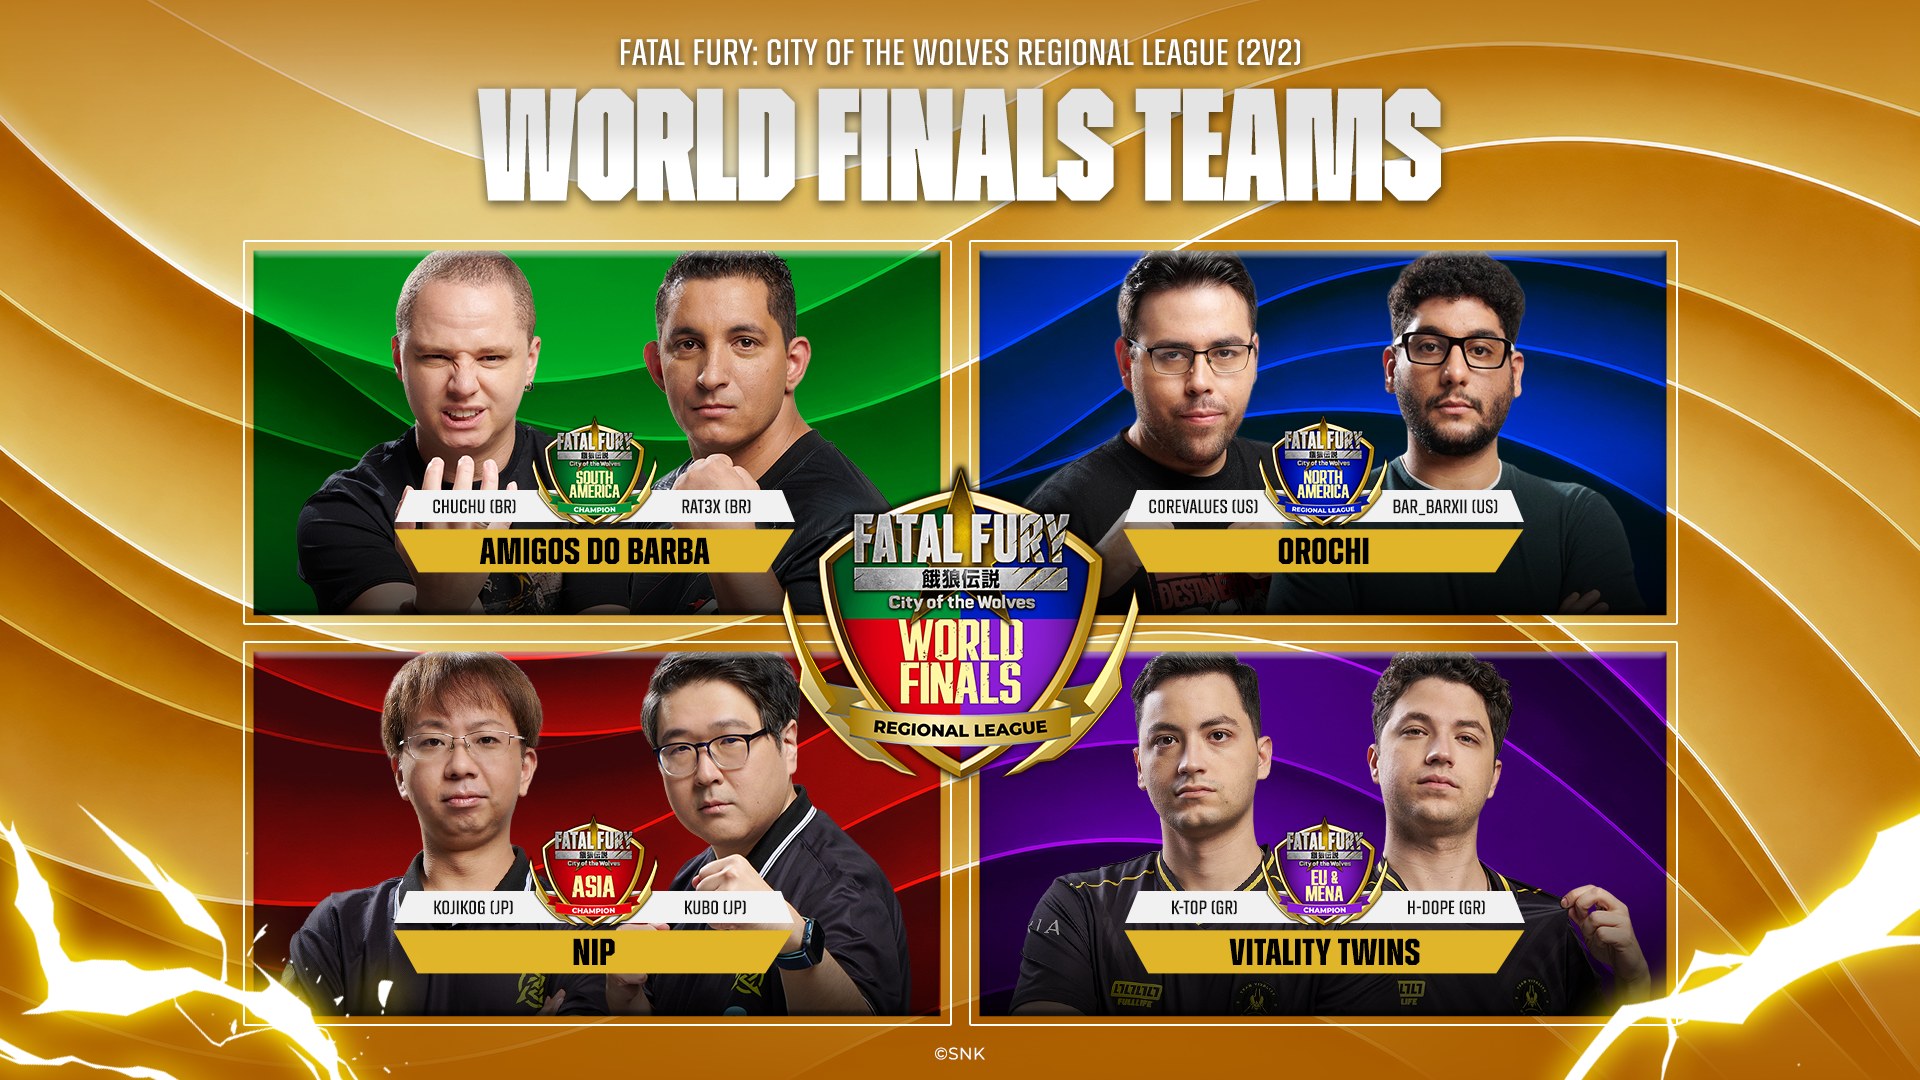 FATAL FURY: CITY OF THE WOLVES REGIONAL LEAGUE (2V2)
WORLD FINALS TEAMS
FATAL FURY
餓狼伝説
City of the Wolves
SOUTH
AMERICA
CHAMPION
CHUCHU (BR)
RAT3X (BR)
AMIGOS DO BARBA
FATAL FURY
餓狼伝説
City of the Wolves
NORTH
AMERICA
REGIONAL LEAGUE
COREVALUES (US)
BAR_BARXII (US)
OROCHI
FATAL FURY
餓狼伝説
City of the Wolves
WORLD
FINALS
REGIONAL LEAGUE
FATAL FURY
餓狼伝説
City of the Wolves
ASIA
CHAMPION
KOJIKOG (JP)
KUBO (JP)
NIP
FATAL FURY
餓狼伝説
City of the Wolves
EU &
MENA
CHAMPION
K-TOP (GR)
H-DOPE (GR)
VITALITY TWINS
FULLLIFE
LIFE
©SNK